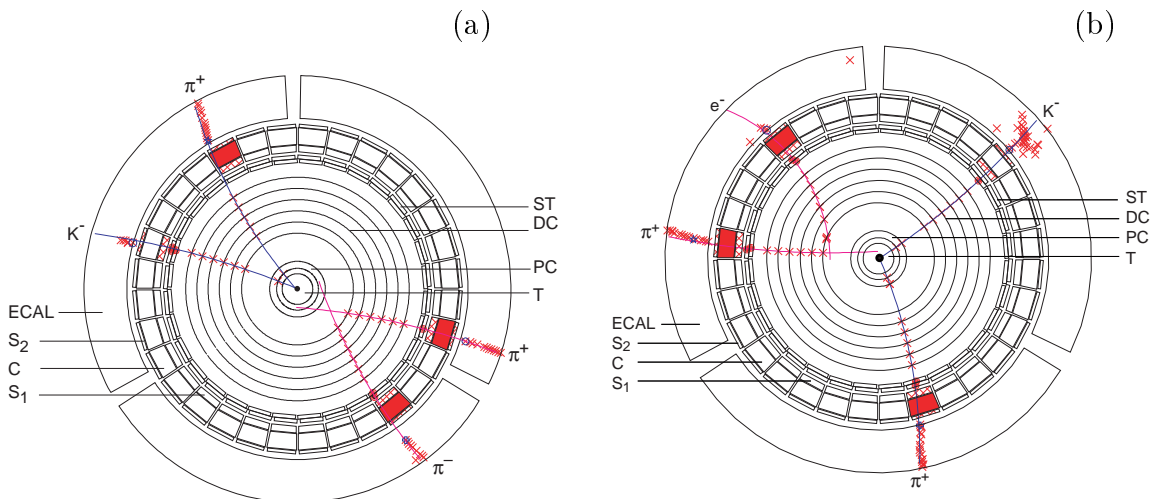 (a)
π⁺
K⁻
ST
DC
PC
T
ECAL
S₂
C
S₁
π⁺
π⁻
(b)
e⁻
K⁻
π⁺
ST
DC
PC
T
ECAL
S₂
C
S₁
π⁺